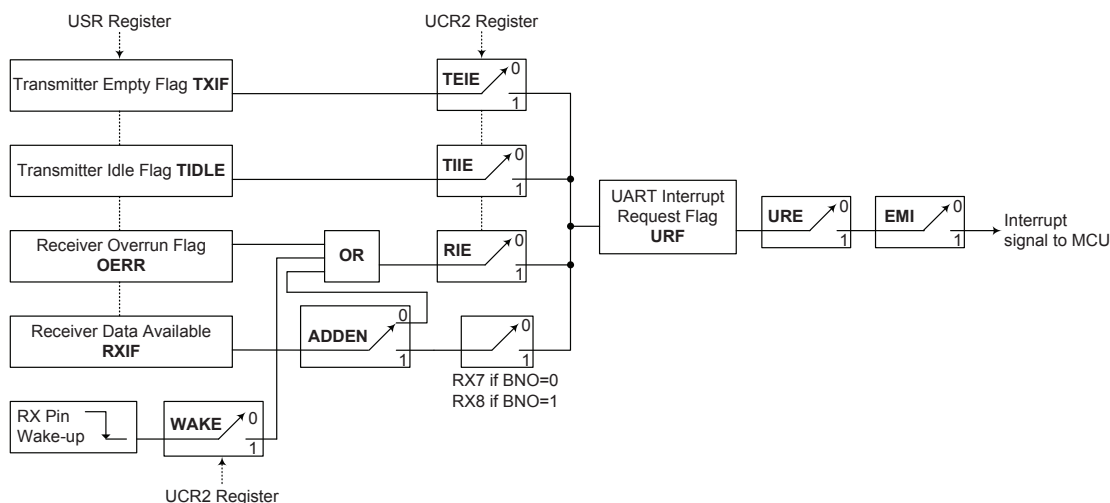 USR Register
UCR2 Register
Transmitter Empty Flag TXIF
TEIE
0
1
Transmitter Idle Flag TIDLE
TIIE
0
1
UART Interrupt
Request Flag
URF
URE
0
1
EMI
0
1
Interrupt
signal to MCU
Receiver Overrun Flag
OERR
OR
RIE
0
1
Receiver Data Available
RXIF
ADDEN
0
1
0
1
RX7 if BNO=0
RX8 if BNO=1
RX Pin
Wake-up
WAKE
0
1
UCR2 Register